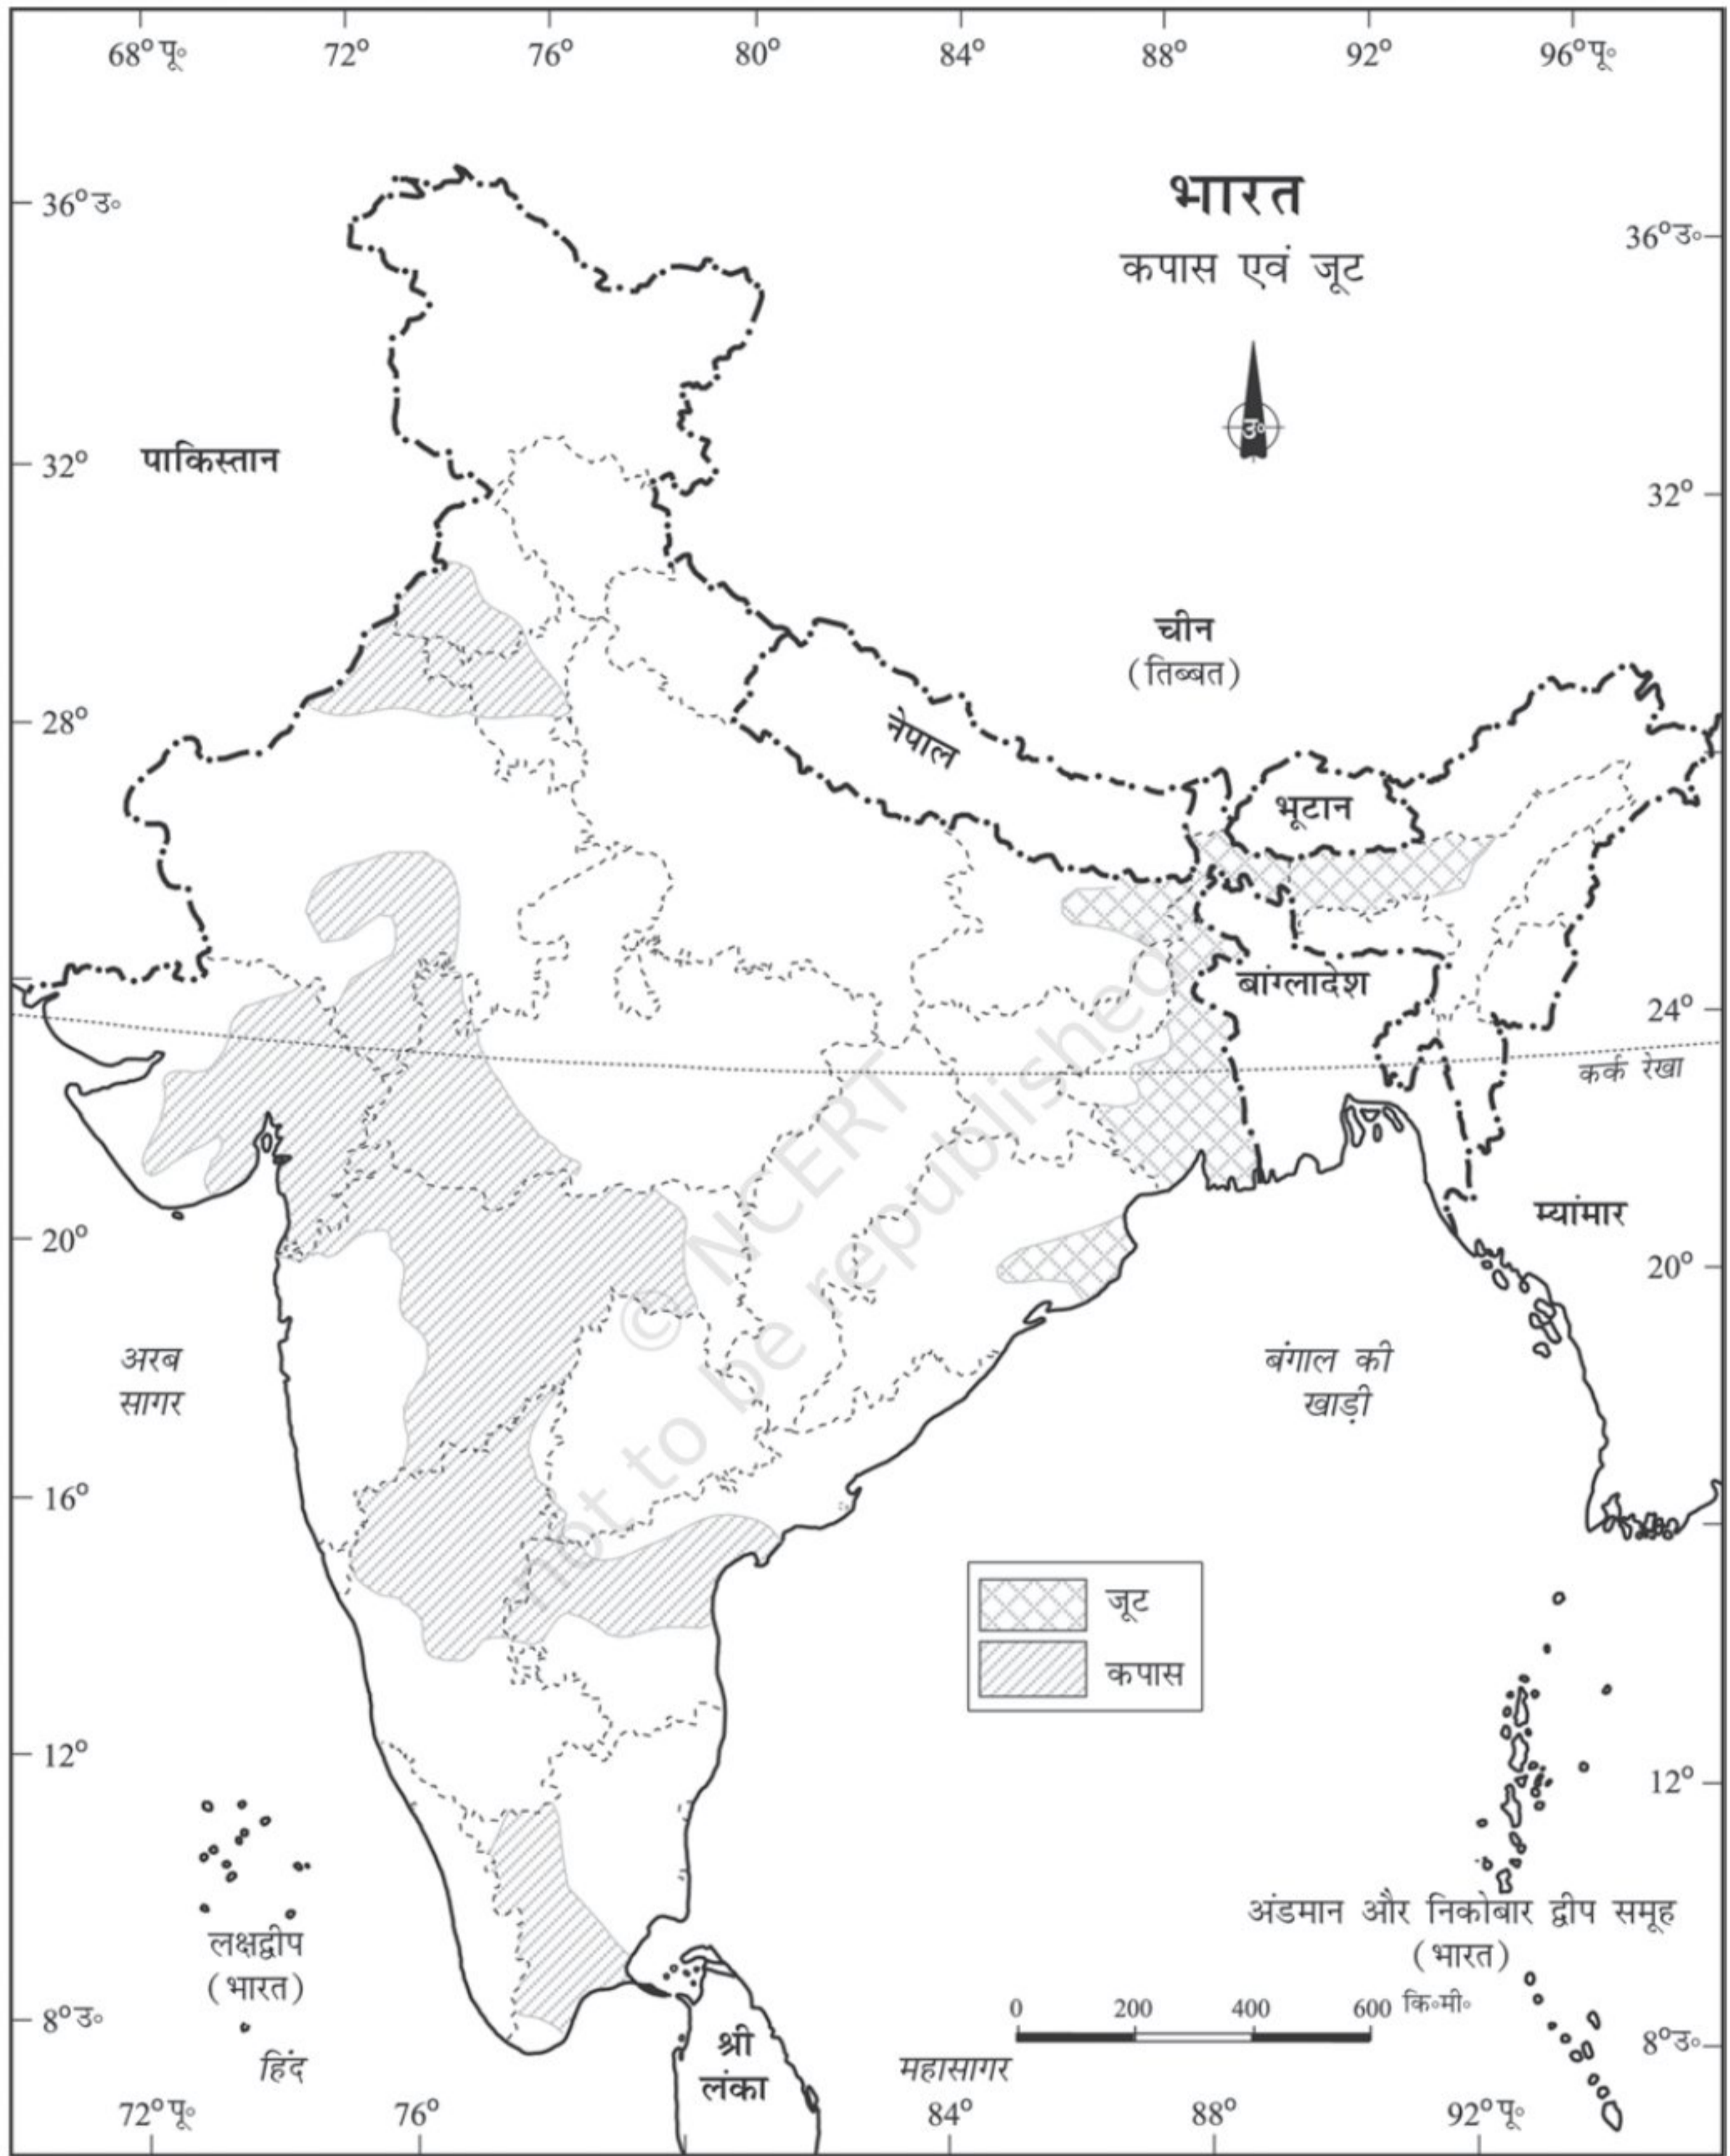 68° पू॰ 72° 76° 80° 84° 88° 92° 96° पू॰
भारत
कपास एवं जूट
36° उ॰
36° उ॰
उ॰
पाकिस्तान
32°
32°
चीन
(तिब्बत)
28°
नेपाल
भूटान
बांग्लादेश
24°
कर्क रेखा
© NCERT
not to be republished
म्यांमार
20°
20°
अरब
सागर
बंगाल की
खाड़ी
16°
जूट
कपास
12°
12°
लक्षद्वीप
(भारत)
अंडमान और निकोबार द्वीप समूह
(भारत)
0 200 400 600 कि॰मी॰
8° उ॰
8° उ॰
श्री
लंका
हिंद
महासागर
72° पू॰ 76° 84° 88° 92° पू॰